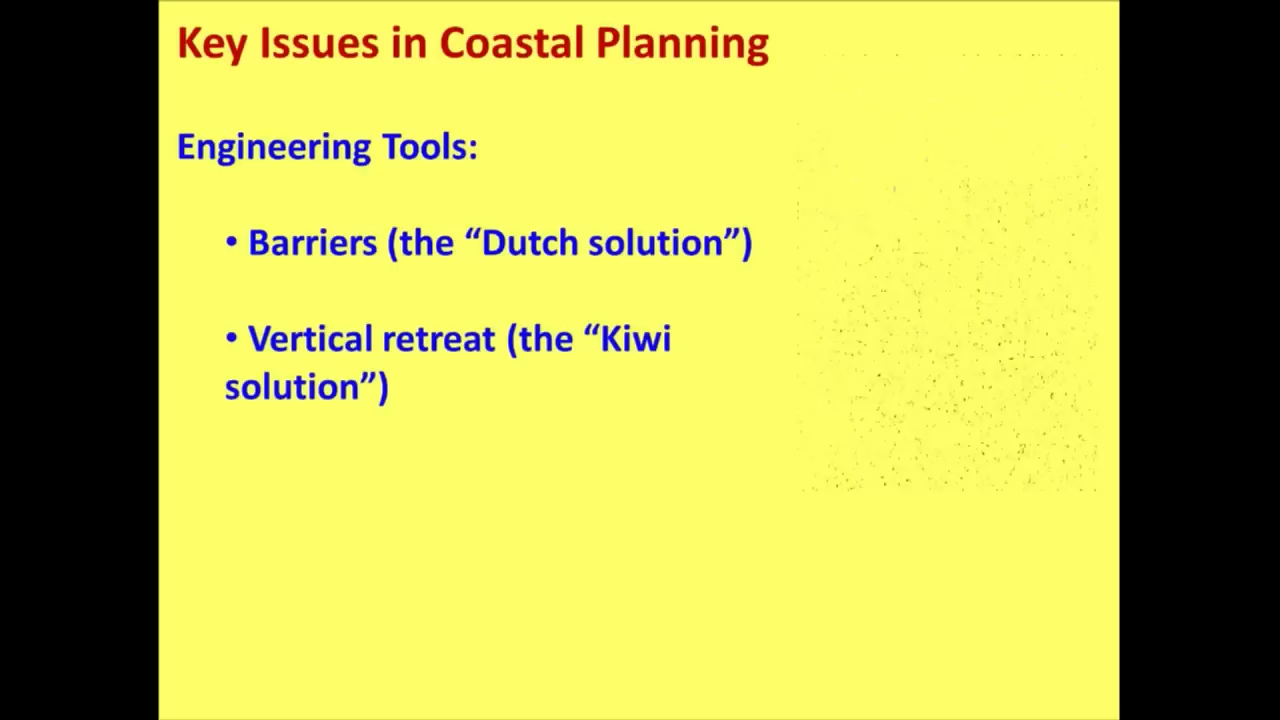 Key Issues in Coastal Planning
Engineering Tools:
• Barriers (the “Dutch solution”)
• Vertical retreat (the “Kiwi
solution”)